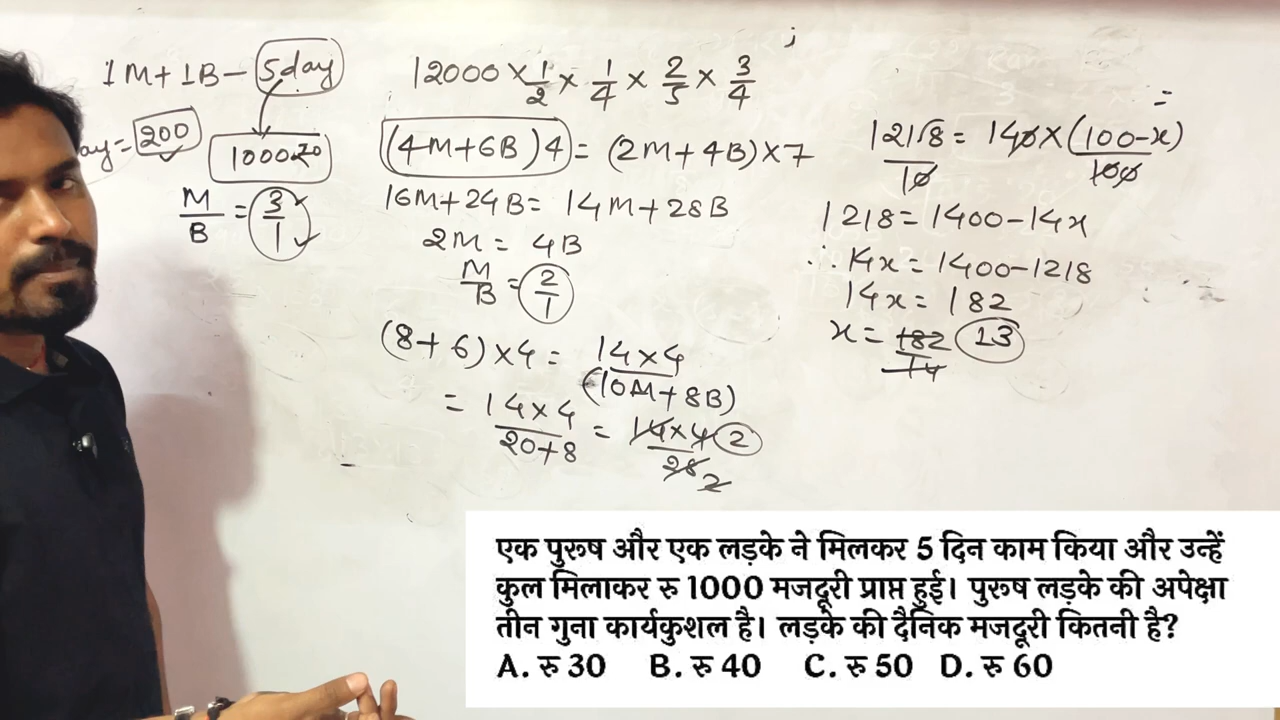 1M+1B-5day
ay=200
1000
M/B = 3/1
12000×1/2×1/4×2/5×3/4
(4M+6B)4=(2M+4B)×7
16M+24B=14M+28B
2M=4B
M/B=2/1
(8+6)×4=14×4/(10M+8B)
=14×4/20+8=14×4/28 2
2
1218/10=140×(100-x)/100
1218=1400-14x
∴14x=1400-1218
14x=182
x=182/14 13
एक पुरूष और एक लड़के ने मिलकर 5 दिन काम किया और उन्हें
कुल मिलाकर रु 1000 मजदूरी प्राप्त हुई। पुरूष लड़के की अपेक्षा
तीन गुना कार्यकुशल है। लड़के की दैनिक मजदूरी कितनी है?
A. रु 30 B. रु 40 C. रु 50 D. रु 60